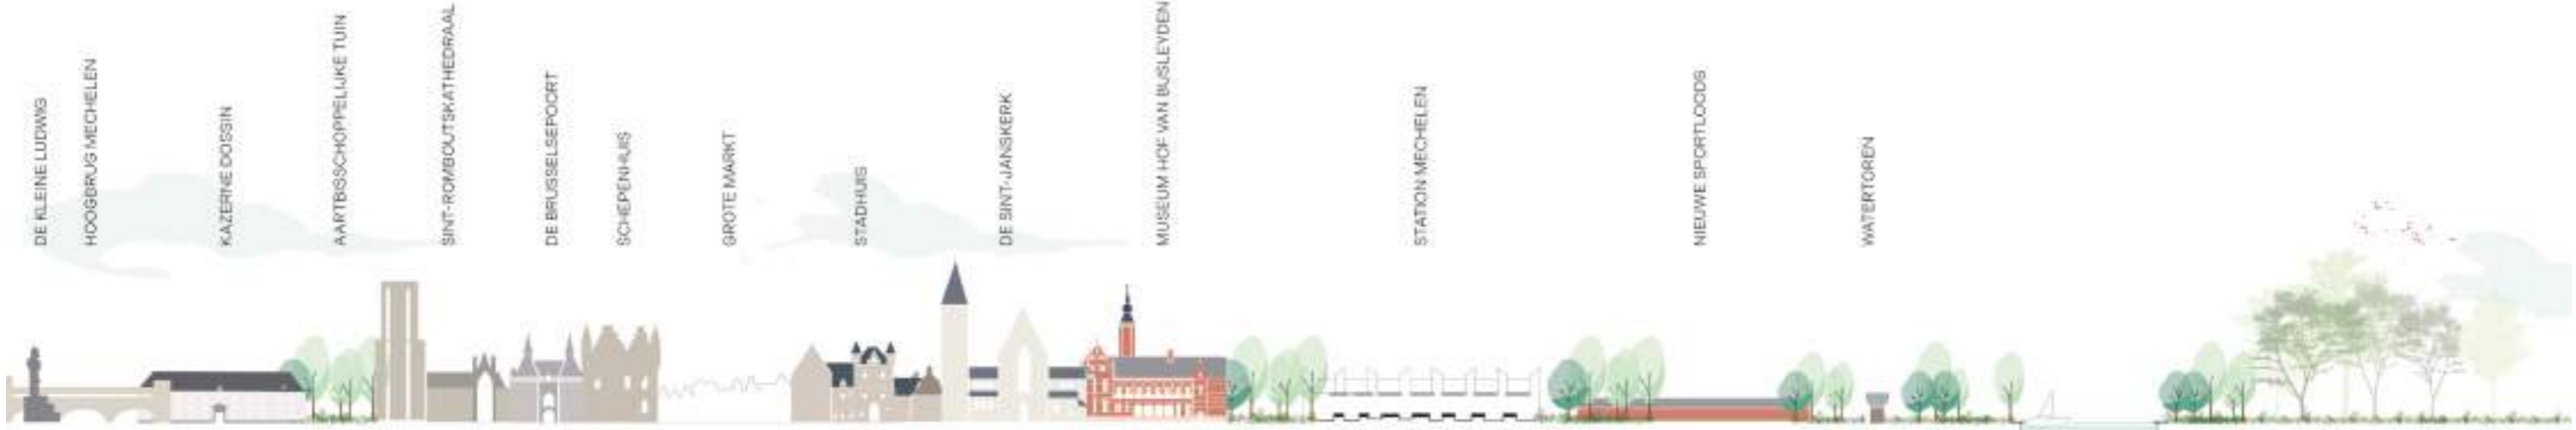 DE KLEINE LUDWIG
HOOGBRUG MECHELEN
KAZERNE DOSSIN
AARTBISSCHOPPELIJKE TUIN
SINT-ROMBOUTSKATHEDRAAL
DE BRUSSELSEPOORT
SCHEPENHUIS
GROTE MARKT
STADHUIS
DE SINT-JANSKERK
MUSEUM HOF VAN BUSLEYDEN
STATION MECHELEN
NIEUWE SPORTLOODS
WATERTOREN